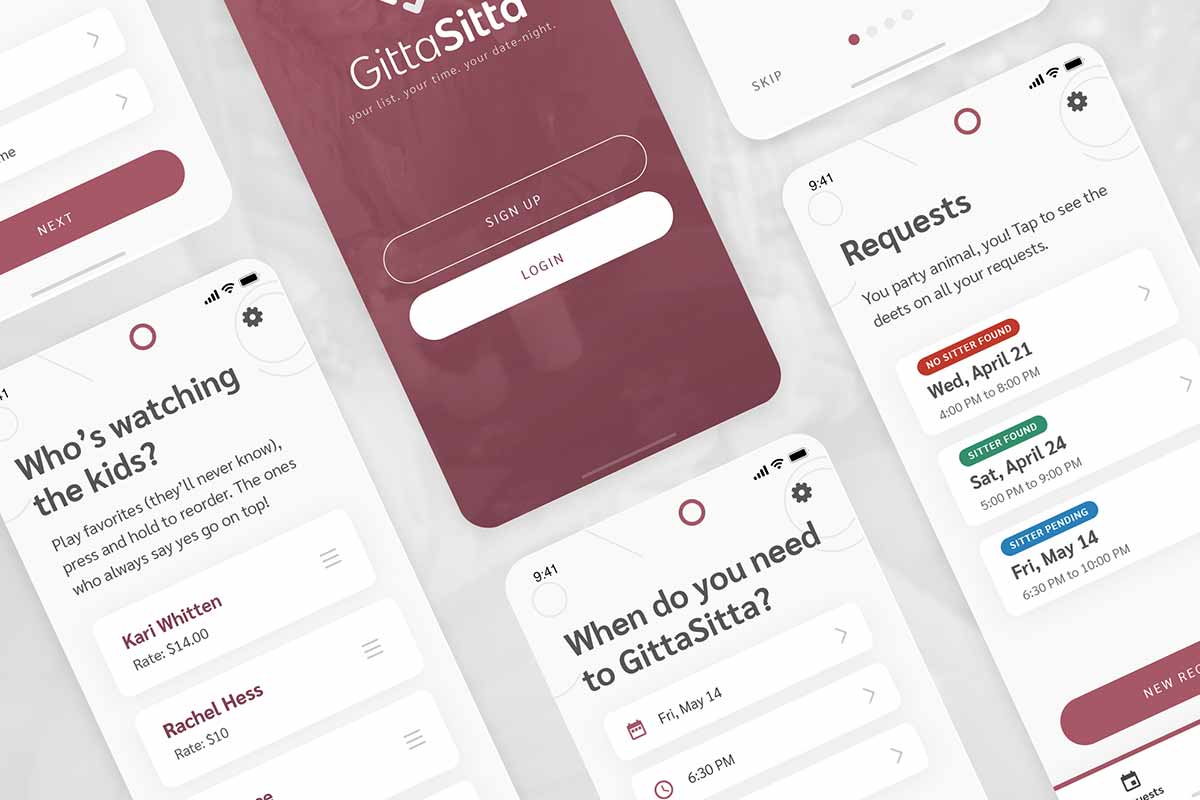 NEXT
GittaSitta
your list. your time. your date-night.
SIGN UP
LOGIN
SKIP
Who's watching
the kids?
Play favorites (they'll never know),
press and hold to reorder. The ones
who always say yes go on top!
Kari Whitten
Rate: $14.00
Rachel Hess
Rate: $10
9:41
When do you need
to GittaSitta?
Fri, May 14
6:30 PM
9:41
Requests
You party animal, you! Tap to see the
deets on all your requests.
NO SITTER FOUND
Wed, April 21
4:00 PM to 8:00 PM
SITTER FOUND
Sat, April 24
5:00 PM to 9:00 PM
SITTER PENDING
Fri, May 14
6:30 PM to 10:00 PM
NEW